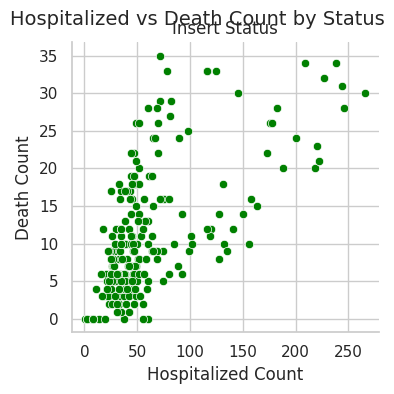 Hospitalized vs Death Count by Status
Insert Status
35
30
25
20
15
10
5
0
Death Count
0 50 100 150 200 250
Hospitalized Count